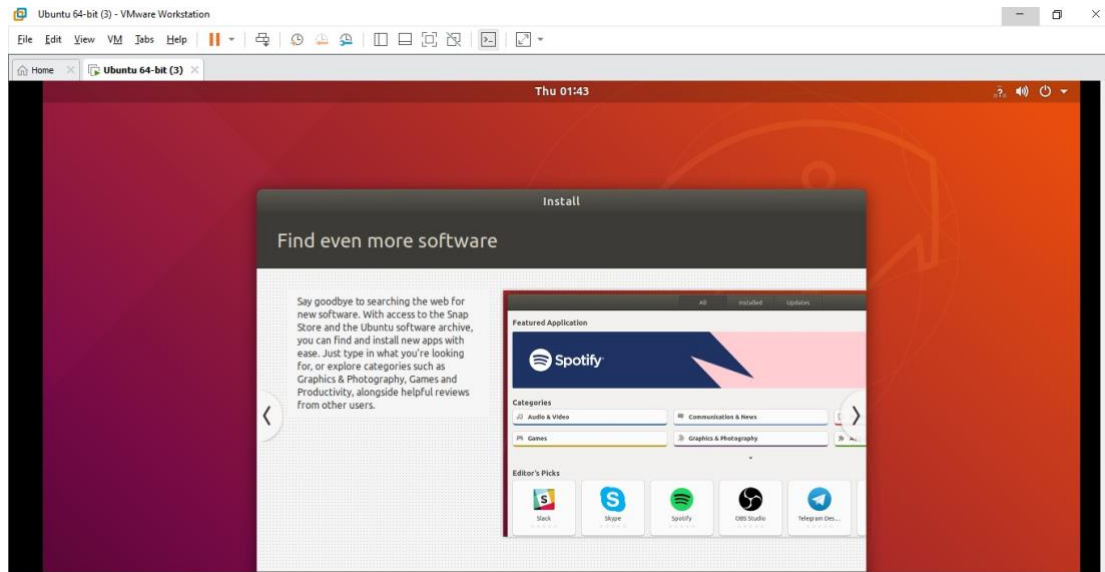 Ubuntu 64-bit (3) - VMware Workstation
File Edit View VM Tabs Help
Home Ubuntu 64-bit (3)
Thu 01:43
Install
Find even more software
Say goodbye to searching the web for
new software. With access to the Snap
Store and the Ubuntu software archive,
you can find and install new apps with
ease. Just type in what you're looking
for, or explore categories such as
Graphics & Photography, Games and
Productivity, alongside helpful reviews
from other users.
All Installed Updates
Featured Application
Spotify
Categories
Audio & Video Communication & News
Games Graphics & Photography
Editor's Picks
Slack Skype Spotify OBS Studio Telegram Des...